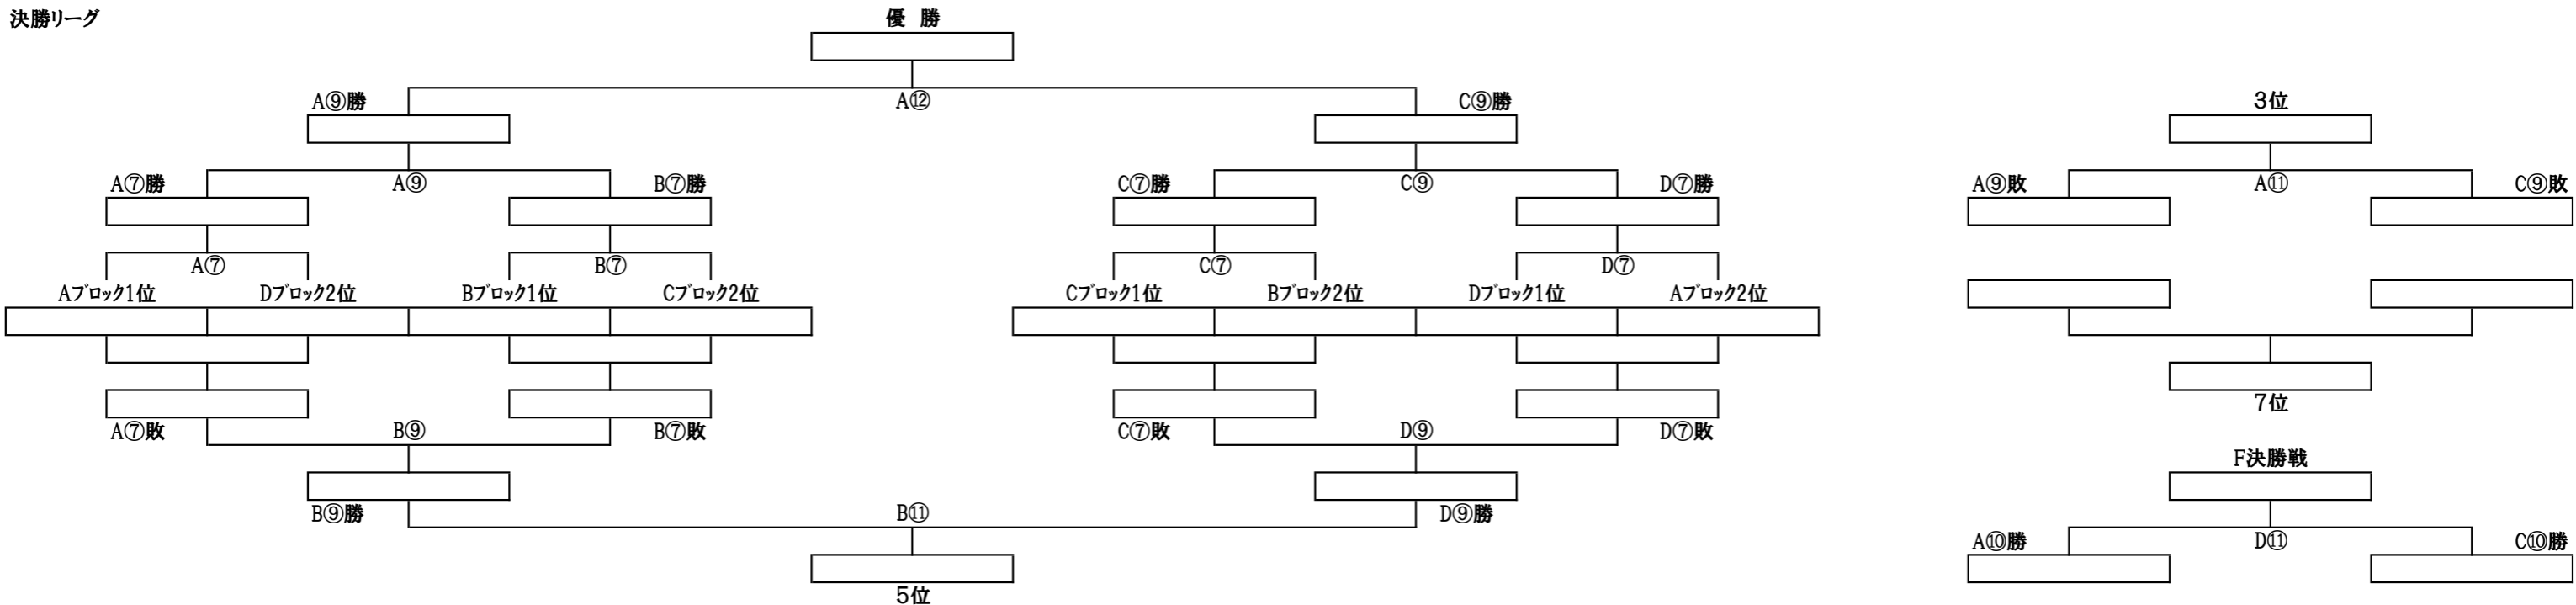 決勝リーグ
優 勝
A⑨勝
A⑫
C⑨勝
3位
A⑦勝
A⑨
B⑦勝
C⑦勝
C⑨
D⑦勝
A⑨敗
A⑪
C⑨敗
A⑦
B⑦
C⑦
D⑦
Aブロック1位
Dブロック2位
Bブロック1位
Cブロック2位
Cブロック1位
Bブロック2位
Dブロック1位
Aブロック2位
7位
A⑦敗
B⑨
B⑦敗
C⑦敗
D⑨
D⑦敗
F決勝戦
B⑨勝
B⑪
D⑨勝
A⑩勝
D⑪
C⑩勝
5位